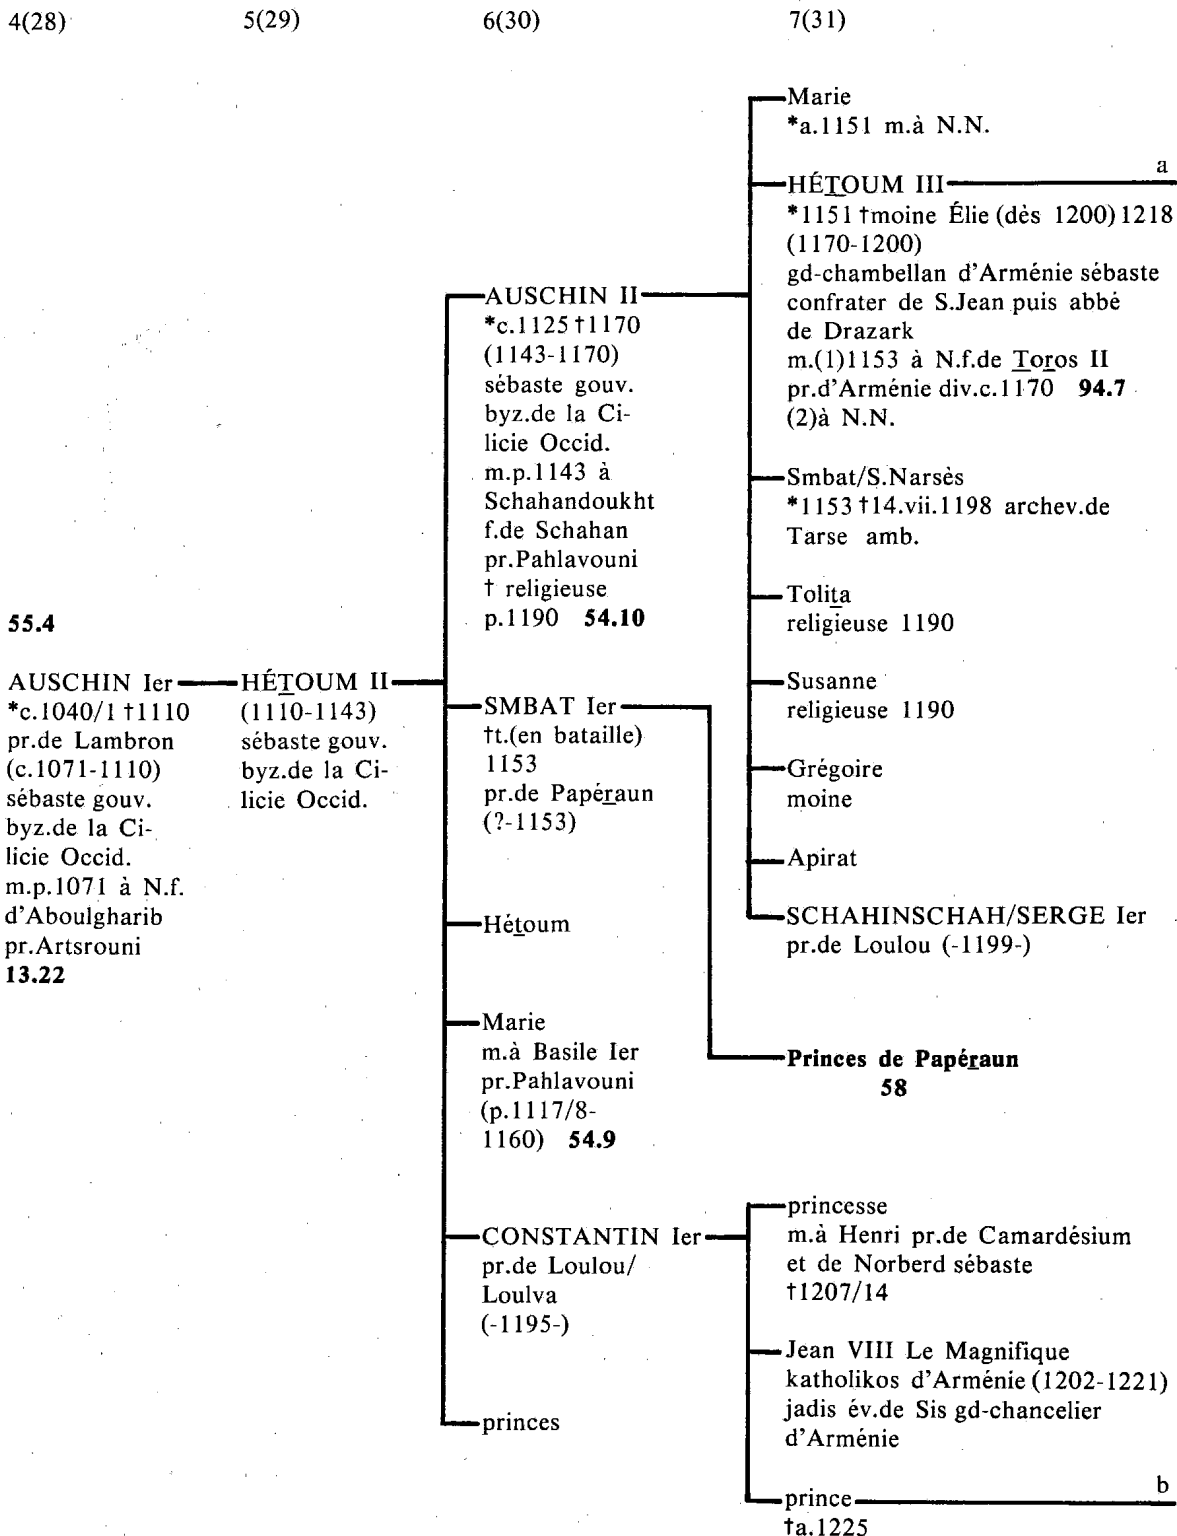 4(28) 5(29) 6(30) 7(31)
55.4
AUSCHIN Ier
*c.1040/1 †1110
pr.de Lambron
(c.1071-1110)
sébaste gouv.
byz.de la Ci-
licie Occid.
m.p.1071 à N.f.
d'Aboulgharib
pr.Artsrouni
13.22
HÉTOUM II
(1110-1143)
sébaste gouv.
byz.de la Ci-
licie Occid.
AUSCHIN II
*c.1125 †1170
(1143-1170)
sébaste gouv.
byz.de la Ci-
licie Occid.
m.p.1143 à
Schahandoukht
f.de Schahan
pr.Pahlavouni
† religieuse
p.1190 54.10
SMBAT Ier
†t.(en bataille)
1153
pr.de Papéraun
(?-1153)
Hétoum
Marie
m.à Basile Ier
pr.Pahlavouni
(p.1117/8-
1160) 54.9
CONSTANTIN Ier
pr.de Loulou/
Loulva
(-1195-)
princes
Marie
*a.1151 m.à N.N.
HÉTOUM III a
*1151 †moine Élie (dès 1200) 1218
(1170-1200)
gd-chambellan d'Arménie sébaste
confrater de S.Jean puis abbé
de Drazark
m.(1)1153 à N.f.de Toros II
pr.d'Arménie div.c.1170 94.7
(2)à N.N.
Smbat/S.Narsès
*1153 †14.vii.1198 archev.de
Tarse amb.
Tolita
religieuse 1190
Susanne
religieuse 1190
Grégoire
moine
Apirat
SCHAHINSCHAH/SERGE Ier
pr.de Loulou (-1199-)
Princes de Papéraun
58
princesse
m.à Henri pr.de Camardésium
et de Norberd sébaste
†1207/14
Jean VIII Le Magnifique
katholikos d'Arménie (1202-1221)
jadis év.de Sis gd-chancelier
d'Arménie
prince b
†a.1225